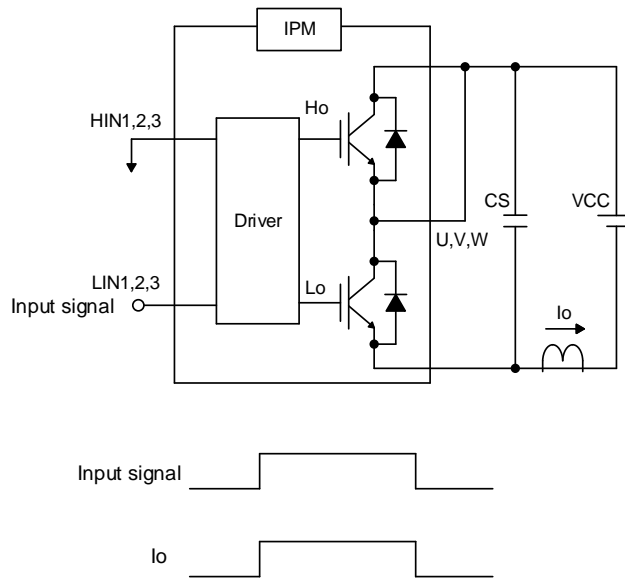 IPM
HIN1,2,3
Ho
Driver
CS
VCC
U,V,W
LIN1,2,3
Lo
Input signal
Io
Input signal
Io